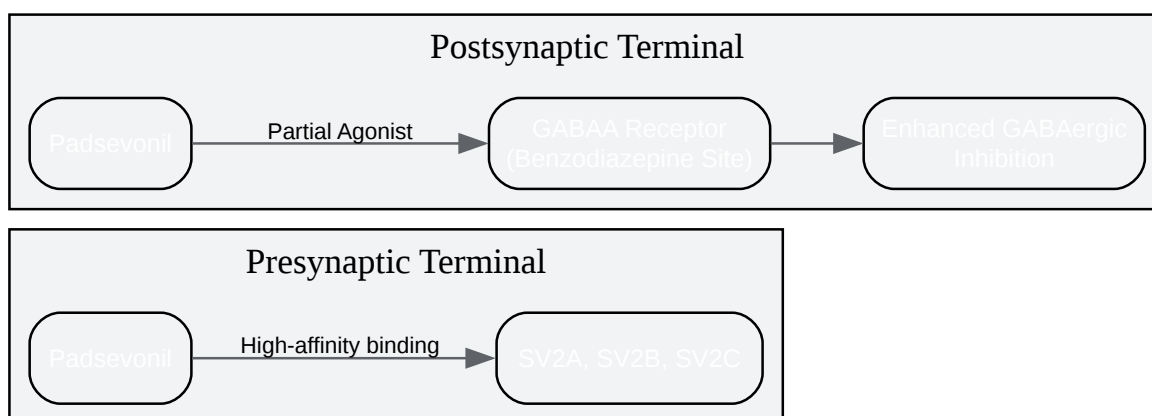 Postsynaptic Terminal
Padsevonil
Partial Agonist
GABAA Receptor
(Benzodiazepine Site)
Enhanced GABAergic
Inhibition
Presynaptic Terminal
Padsevonil
High-affinity binding
SV2A, SV2B, SV2C